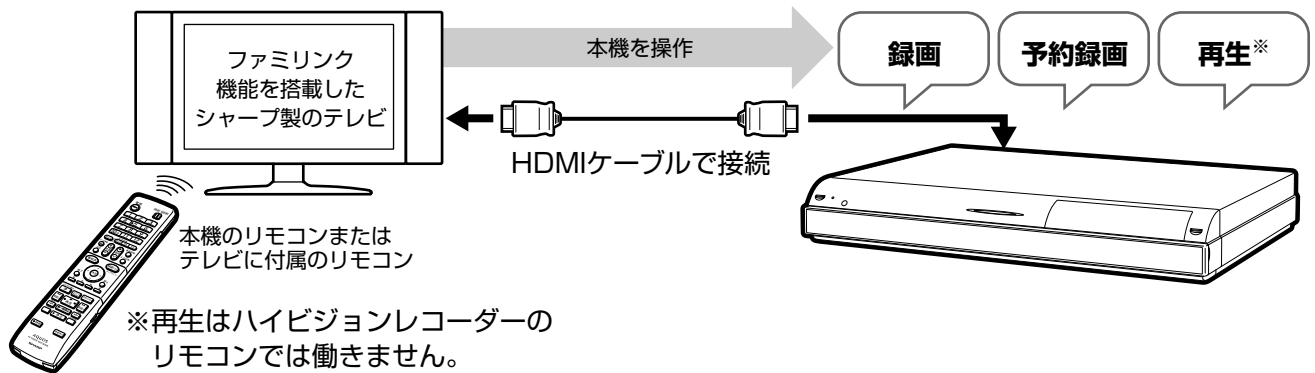 ファミリンク
機能を搭載した
シャープ製のテレビ
本機を操作
録画
予約録画
再生※
HDMIケーブルで接続
本機のリモコンまたは
テレビに付属のリモコン
※再生はハイビジョンレコーダーの
リモコンでは働きません。